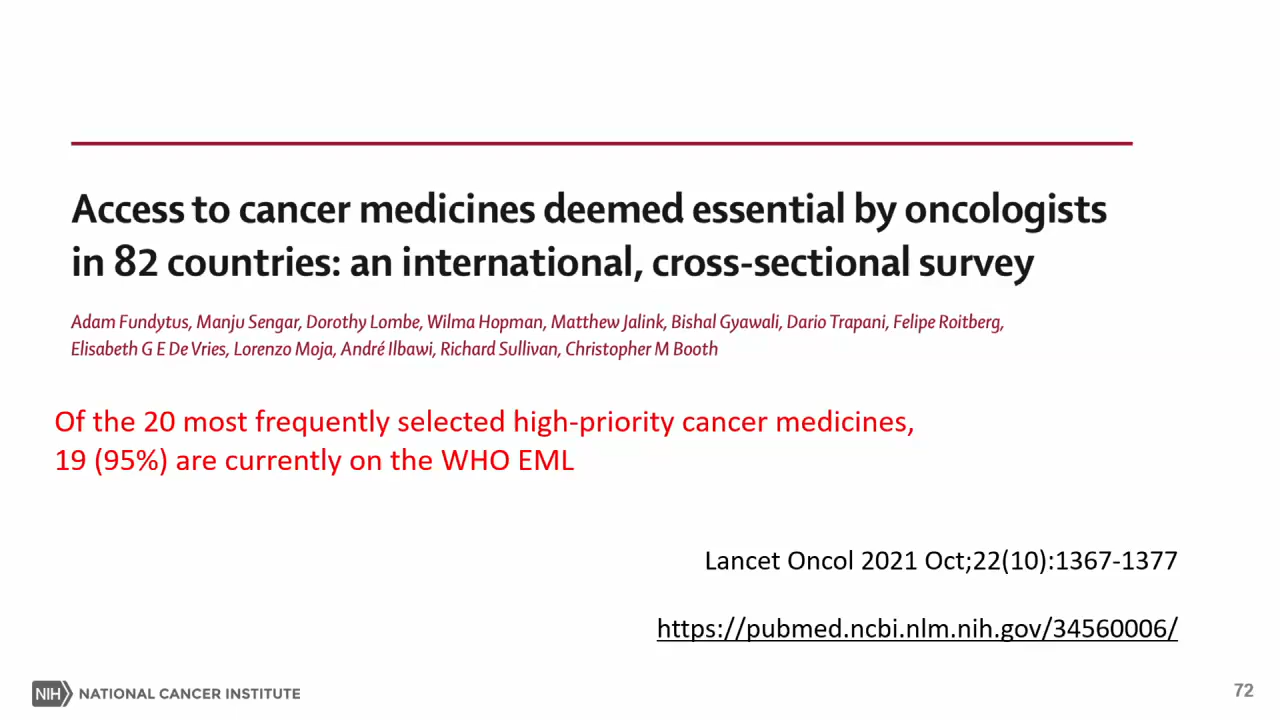 Access to cancer medicines deemed essential by oncologists
in 82 countries: an international, cross-sectional survey
Adam Fundytus, Manju Sengar, Dorothy Lombe, Wilma Hopman, Matthew Jalink, Bishal Gyawali, Dario Trapani, Felipe Roitberg,
Elisabeth G E De Vries, Lorenzo Moja, André Ilbawi, Richard Sullivan, Christopher M Booth
Of the 20 most frequently selected high-priority cancer medicines,
19 (95%) are currently on the WHO EML
Lancet Oncol 2021 Oct;22(10):1367-1377
https://pubmed.ncbi.nlm.nih.gov/34560006/
NIH NATIONAL CANCER INSTITUTE
72